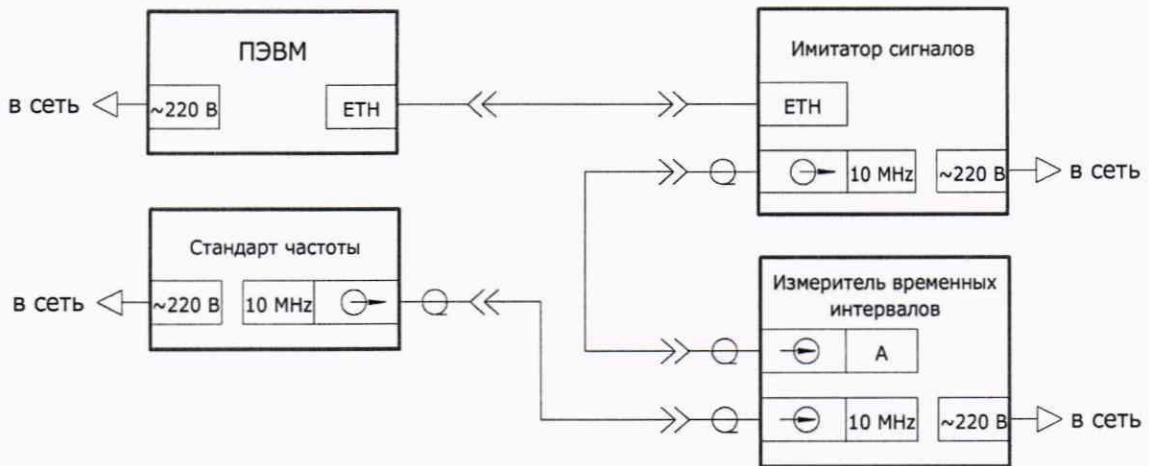 ПЭВМ
в сеть
~220 В
ETH
Имитатор сигналов
ETH
10 MHz
~220 В
в сеть
Стандарт частоты
в сеть
~220 В
10 MHz
Измеритель временных
интервалов
A
10 MHz
~220 В
в сеть